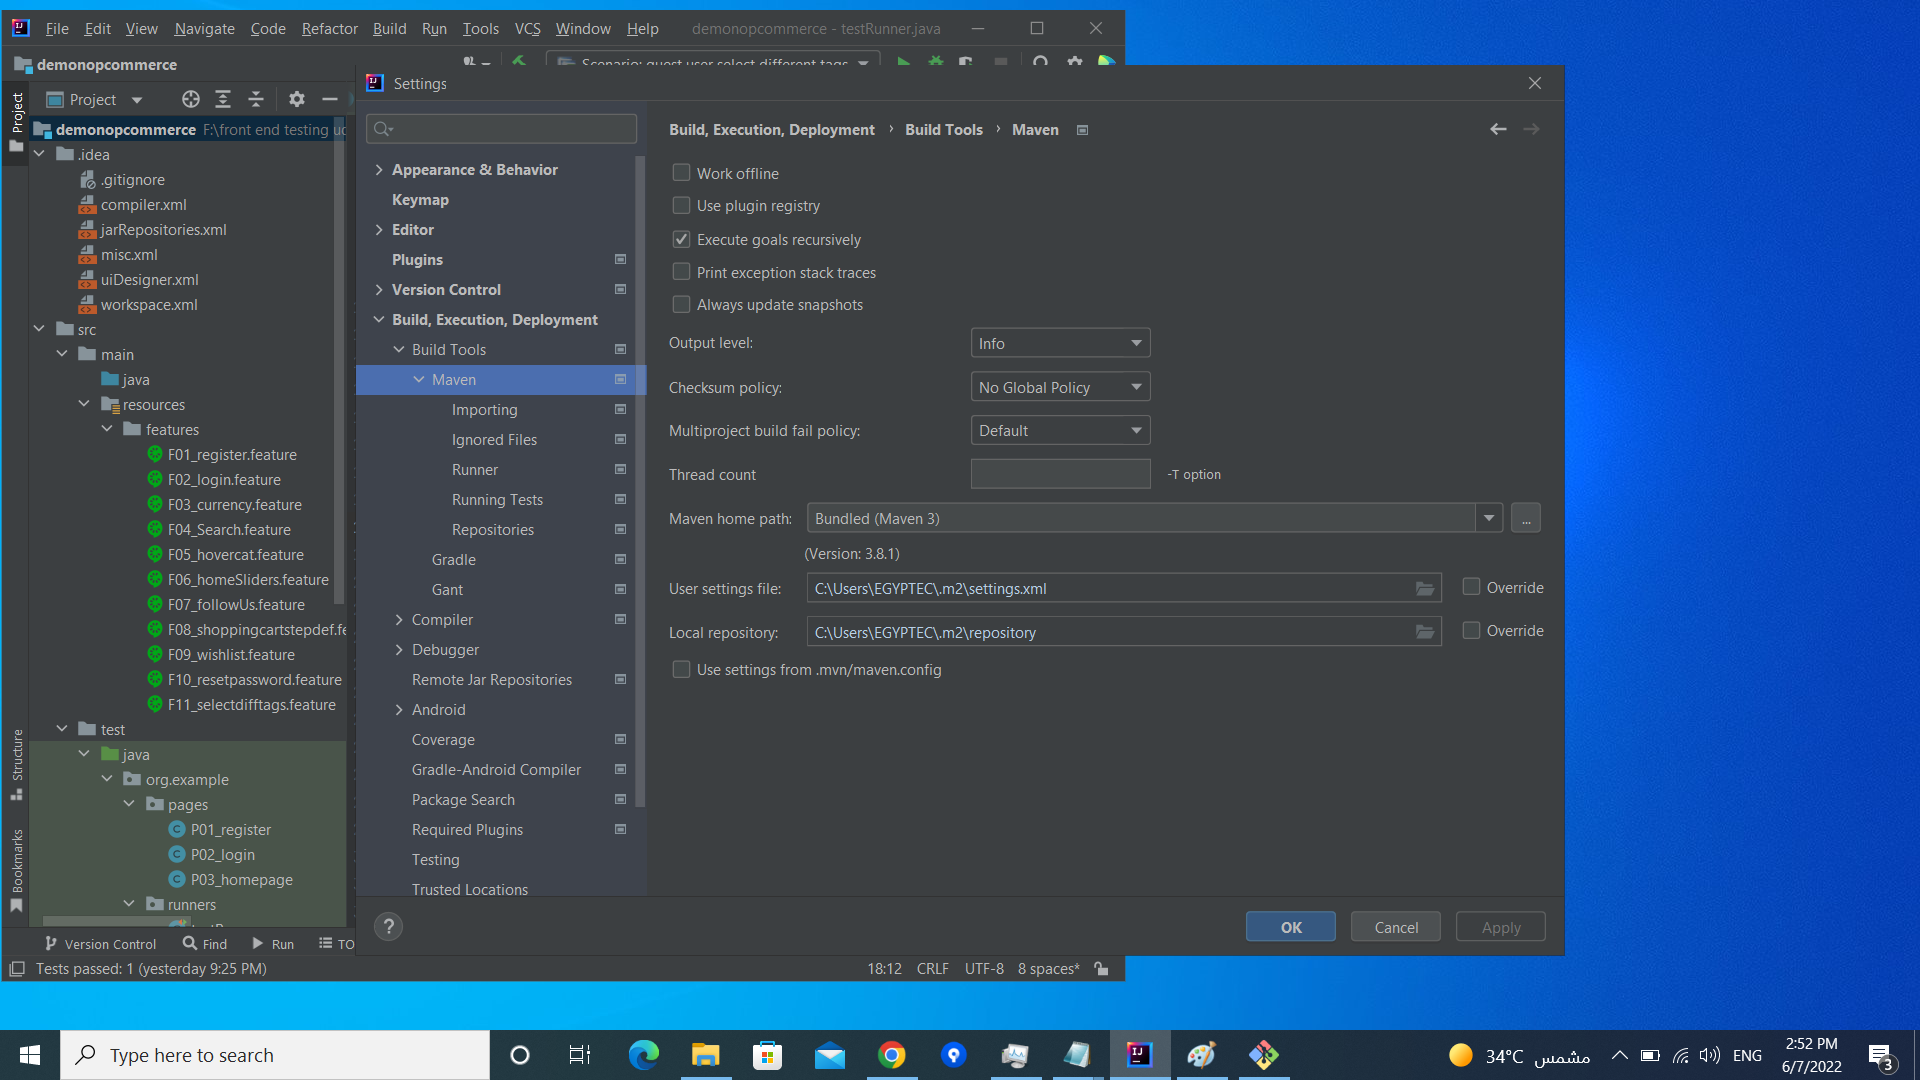 File Edit View Navigate Code Refactor Build Run Tools VCS Window Help demonopcommerce - testRunner.java
demonopcommerce
Scenario: guest user select different tags
Project
Project
demonopcommerce F:\front end testing
.idea
.gitignore
compiler.xml
jarRepositories.xml
misc.xml
uiDesigner.xml
workspace.xml
src
main
java
resources
features
F01_register.feature
F02_login.feature
F03_currency.feature
F04_Search.feature
F05_hovercat.feature
F06_homeSliders.feature
F07_followUs.feature
F08_shoppingcartstepdef.fe
F09_wishlist.feature
F10_resetpassword.feature
F11_selectdifftags.feature
test
java
org.example
pages
P01_register
P02_login
P03_homepage
runners
Structure
Bookmarks
Version Control Find Run TO
Tests passed: 1 (yesterday 9:25 PM)
18:12 CRLF UTF-8 8 spaces*
Settings
Appearance & Behavior
Keymap
Editor
Plugins
Version Control
Build, Execution, Deployment
Build Tools
Maven
Importing
Ignored Files
Runner
Running Tests
Repositories
Gradle
Gant
Compiler
Debugger
Remote Jar Repositories
Android
Coverage
Gradle-Android Compiler
Package Search
Required Plugins
Testing
Trusted Locations
Build, Execution, Deployment › Build Tools › Maven
Work offline
Use plugin registry
Execute goals recursively
Print exception stack traces
Always update snapshots
Output level: Info
Checksum policy: No Global Policy
Multiproject build fail policy: Default
Thread count -T option
Maven home path: Bundled (Maven 3) ...
(Version: 3.8.1)
User settings file: C:\Users\EGYPTEC\.m2\settings.xml Override
Local repository: C:\Users\EGYPTEC\.m2\repository Override
Use settings from .mvn/maven.config
? OK Cancel Apply
Type here to search
34°C مشمس ENG
2:52 PM
6/7/2022
3